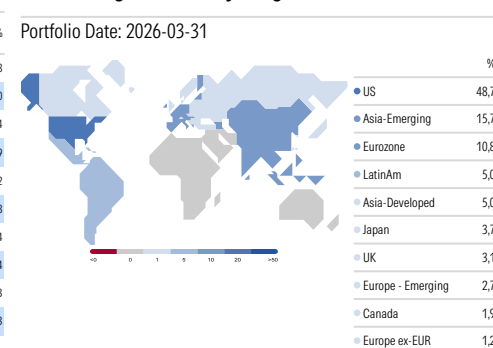 Portfolio Date: 2026-03-31
%
US 48,7
Asia-Emerging 15,7
Eurozone 10,8
LatinAm 5,0
Asia-Developed 5,0
Japan 3,7
UK 3,1
Europe - Emerging 2,7
Canada 1,9
Europe ex-EUR 1,2
<0 0 1 5 10 20 >50